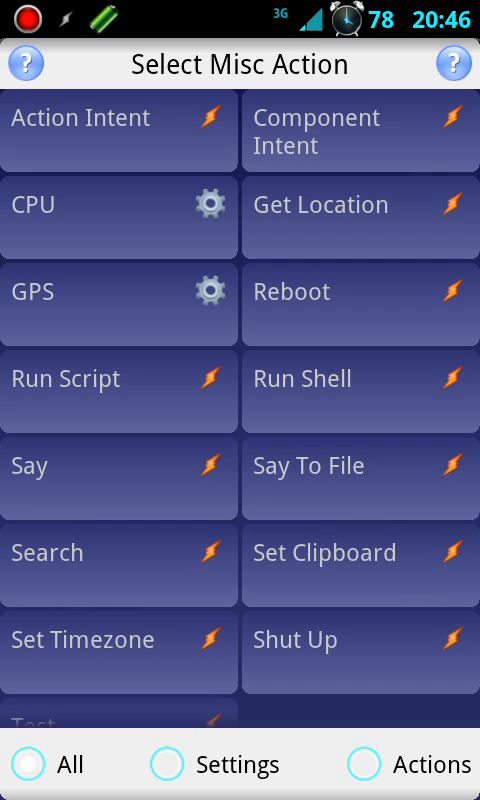 3G 78 20:46
? Select Misc Action ?
Action Intent
Component
Intent
CPU
Get Location
GPS
Reboot
Run Script
Run Shell
Say
Say To File
Search
Set Clipboard
Set Timezone
Shut Up
Test
All Settings Actions